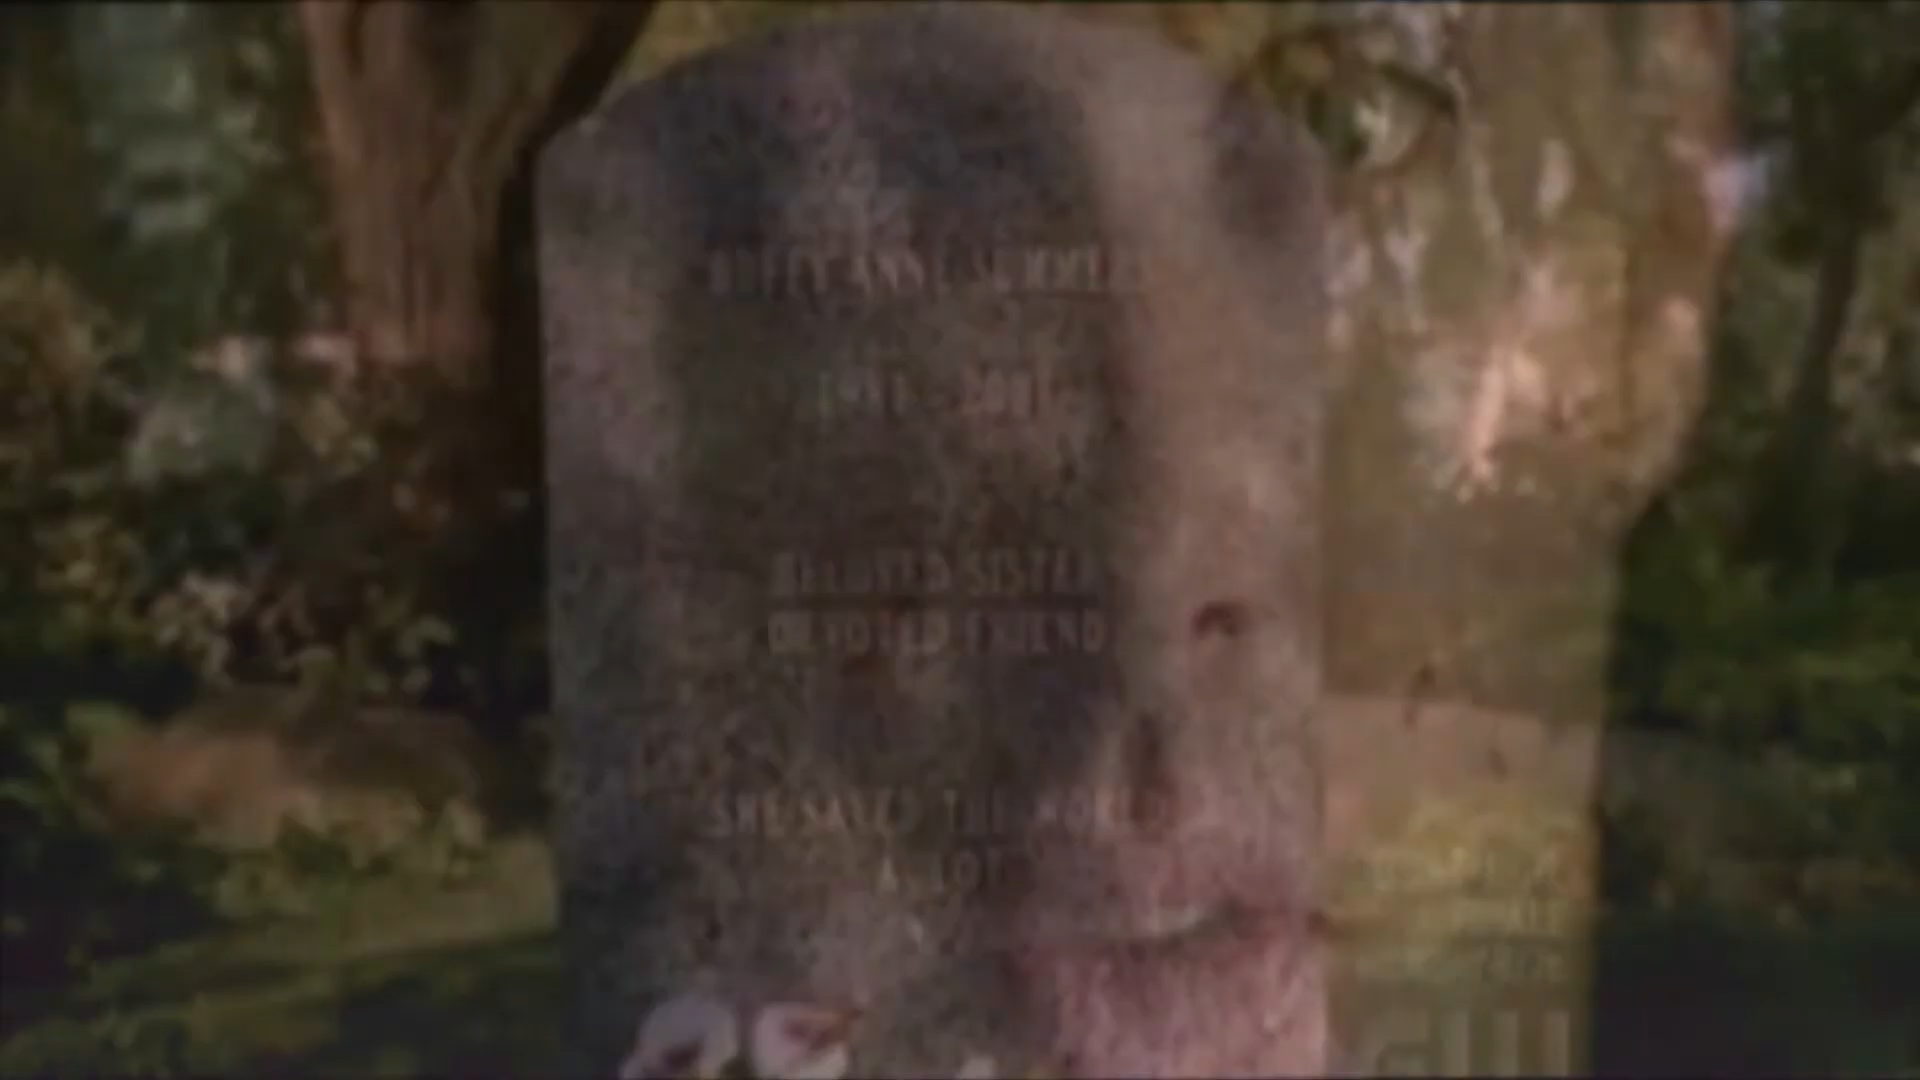 BUFFY ANNE SUMMERS
1981 - 2001
BELOVED SISTER
DEVOTED FRIEND
SHE SAVED THE WORLD
A LOT